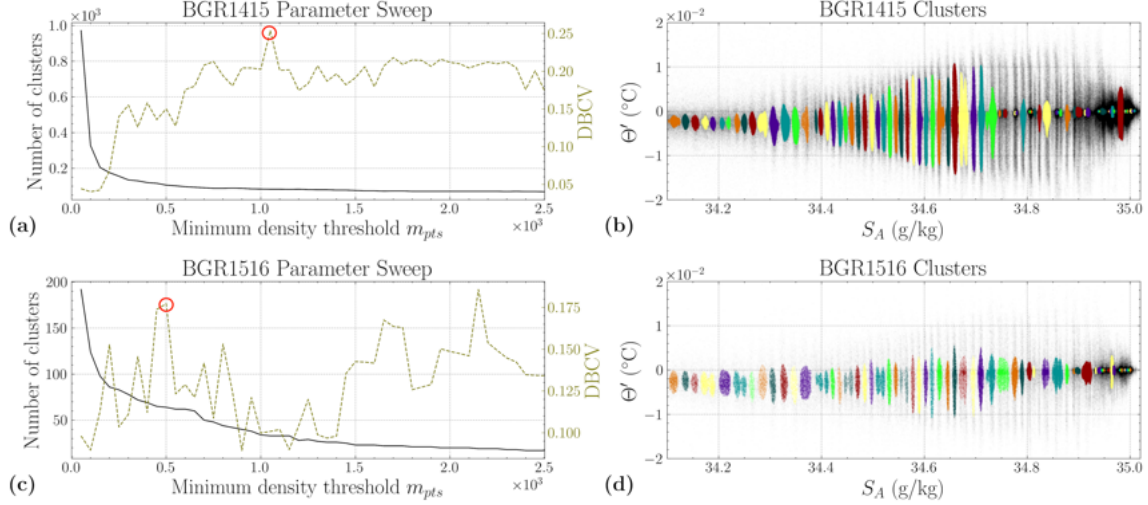 BGR1415 Parameter Sweep
×10³
1.0
0.8
0.6
0.4
0.2
Number of clusters
0.25
0.20
0.15
0.10
0.05
DBCV
0.0 0.5 1.0 1.5 2.0 2.5
Minimum density threshold m_pts
×10³
(a)
BGR1415 Clusters
×10⁻²
2
1
0
−1
−2
Θ′ (°C)
34.2 34.4 34.6 34.8 35.0
S_A (g/kg)
(b)
BGR1516 Parameter Sweep
200
150
100
50
Number of clusters
0.175
0.150
0.125
0.100
DBCV
0.0 0.5 1.0 1.5 2.0 2.5
Minimum density threshold m_pts
×10³
(c)
BGR1516 Clusters
×10⁻²
2
1
0
−1
−2
Θ′ (°C)
34.2 34.4 34.6 34.8 35.0
S_A (g/kg)
(d)